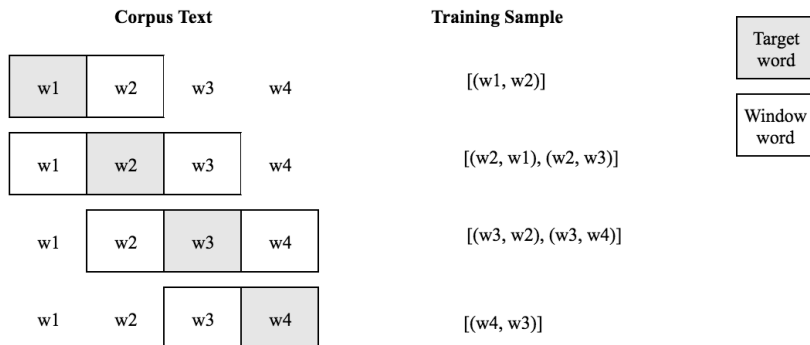 Corpus Text Training Sample
Target
word
w1 w2 w3 w4 [(w1, w2)]
Window
word
w1 w2 w3 w4 [(w2, w1), (w2, w3)]
w1 w2 w3 w4 [(w3, w2), (w3, w4)]
w1 w2 w3 w4 [(w4, w3)]